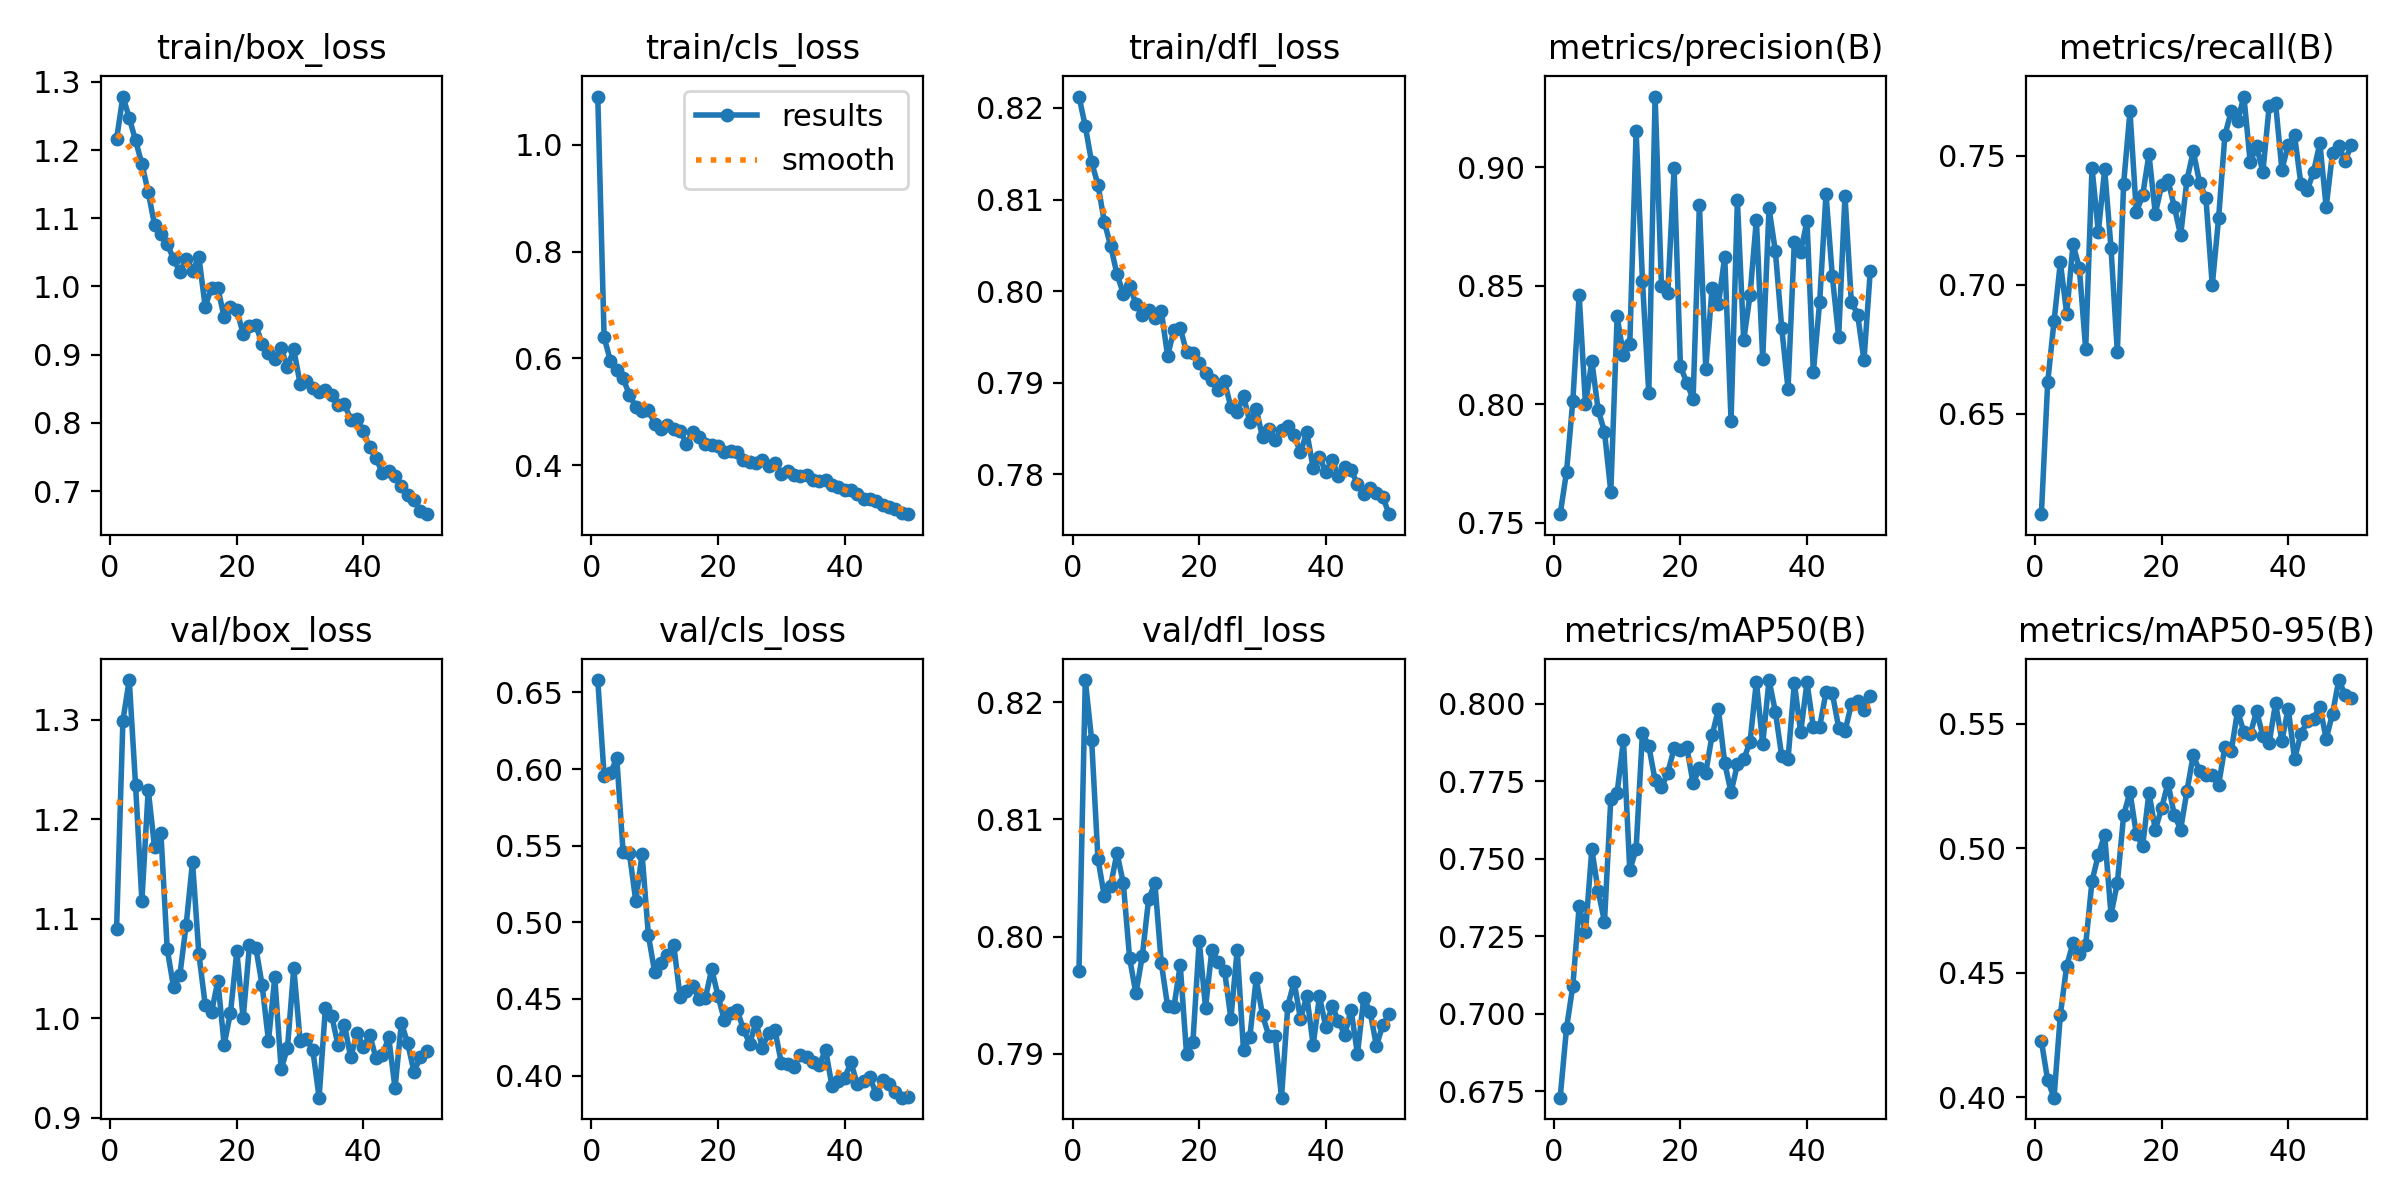 train/box_loss
1.3
1.2
1.1
1.0
0.9
0.8
0.7
0 20 40
train/cls_loss
results
smooth
1.0
0.8
0.6
0.4
0 20 40
train/dfl_loss
0.82
0.81
0.80
0.79
0.78
0 20 40
metrics/precision(B)
0.90
0.85
0.80
0.75
0 20 40
metrics/recall(B)
0.75
0.70
0.65
0 20 40
val/box_loss
1.3
1.2
1.1
1.0
0.9
0 20 40
val/cls_loss
0.65
0.60
0.55
0.50
0.45
0.40
0 20 40
val/dfl_loss
0.82
0.81
0.80
0.79
0 20 40
metrics/mAP50(B)
0.800
0.775
0.750
0.725
0.700
0.675
0 20 40
metrics/mAP50-95(B)
0.55
0.50
0.45
0.40
0 20 40